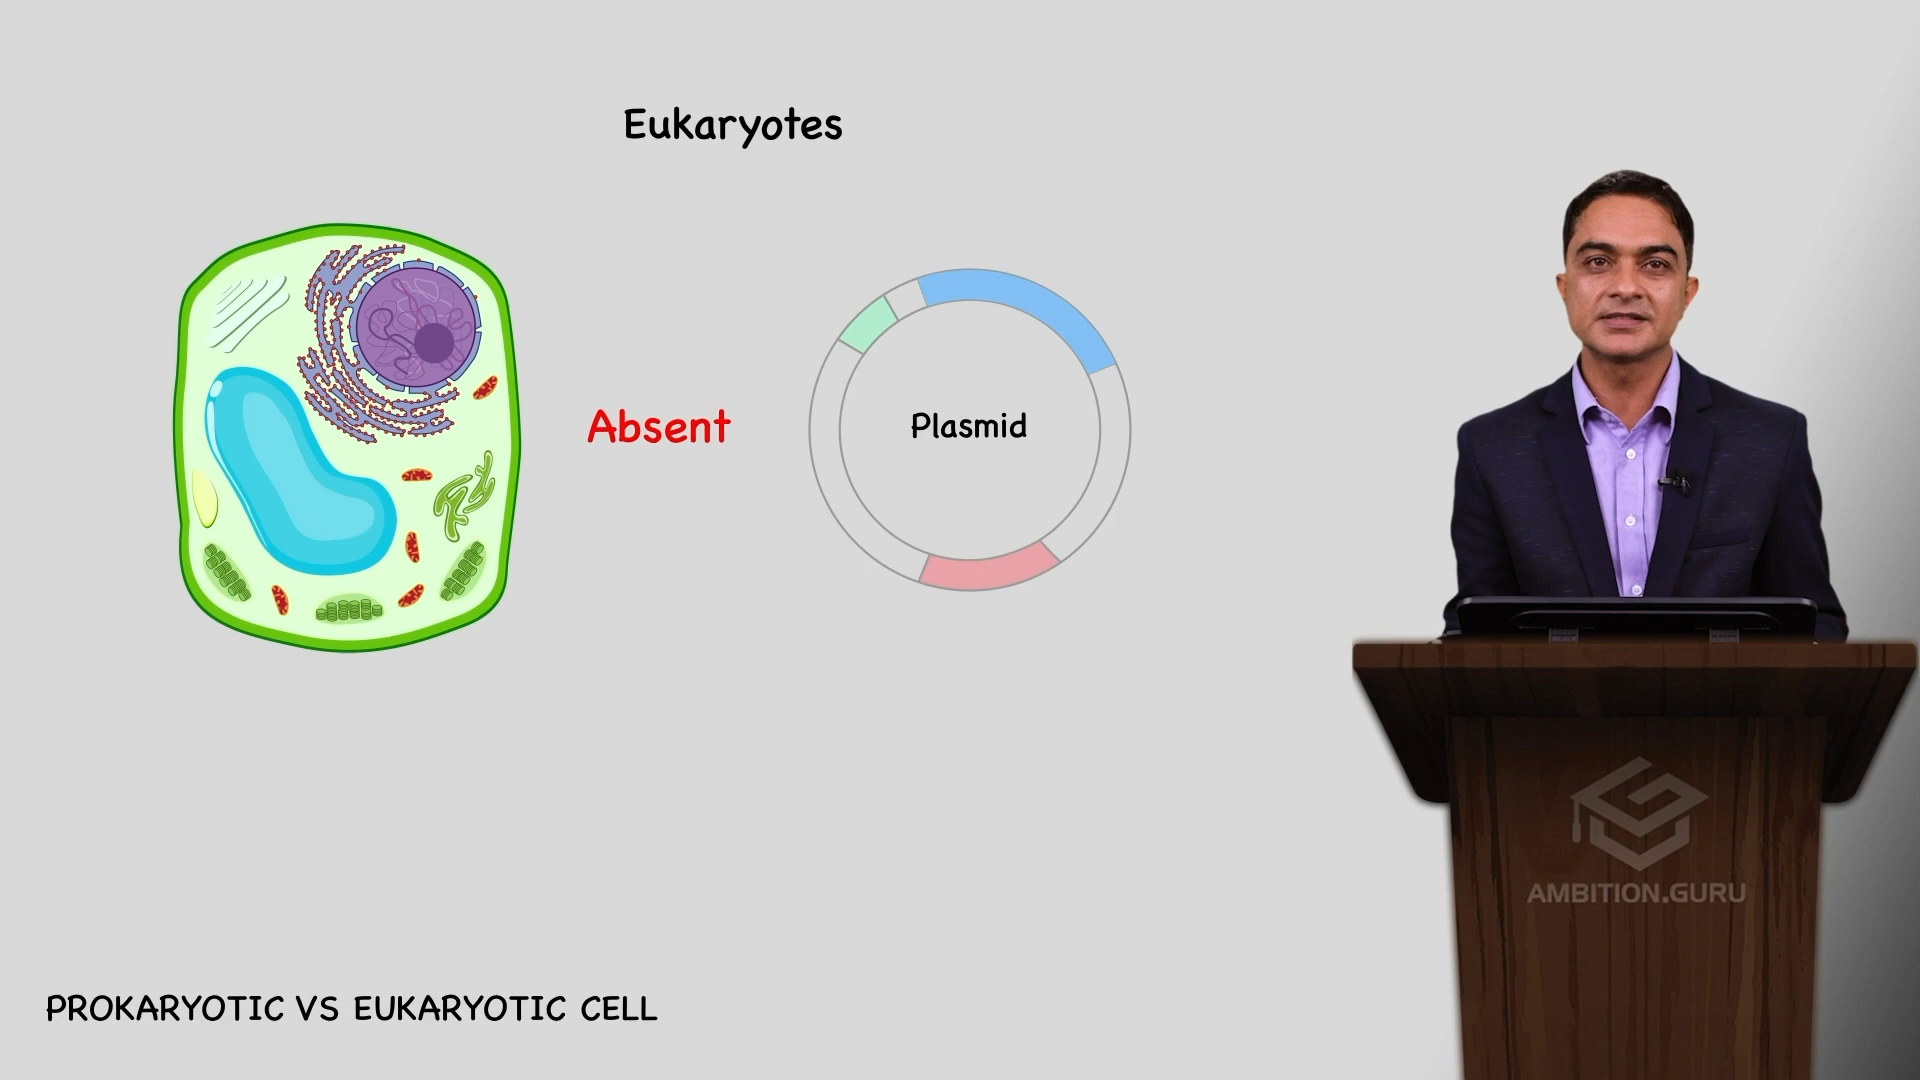 Eukaryotes
Absent
Plasmid
AMBITION.GURU
PROKARYOTIC VS EUKARYOTIC CELL